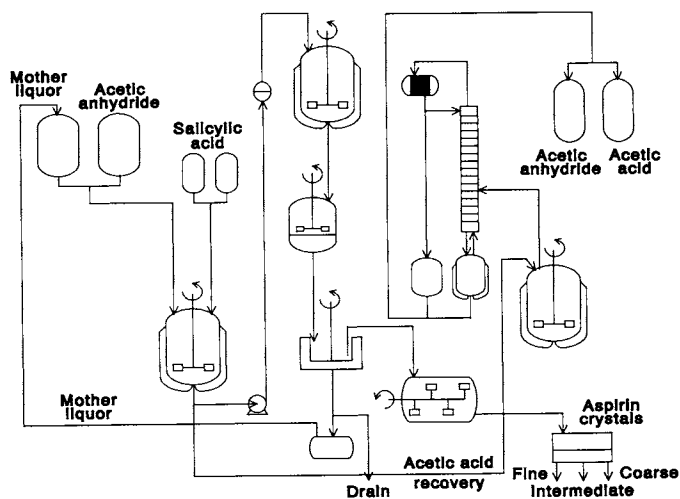 Mother
liquor
Acetic
anhydride
Salicylic
acid
Acetic
anhydride
Acetic
acid
Mother
liquor
Acetic acid
recovery
Drain
Aspirin
crystals
Fine
Coarse
Intermediate